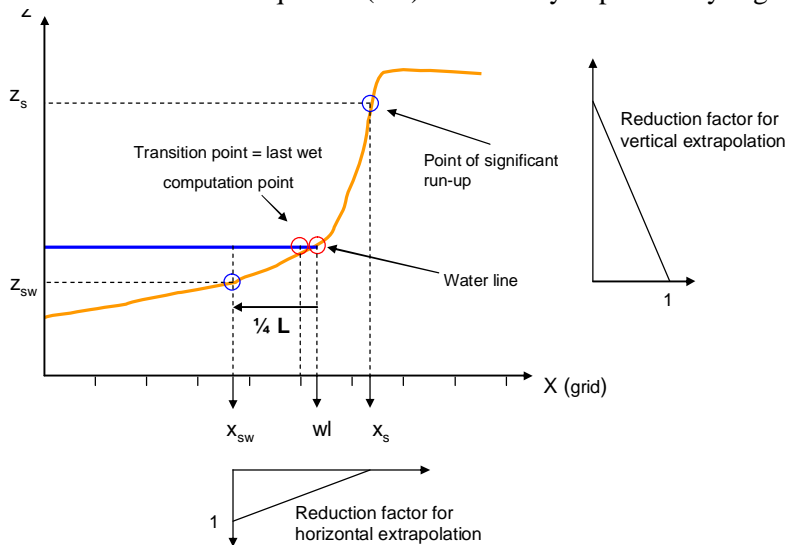 z
z_s
Reduction factor for
vertical extrapolation
Transition point = last wet
computation point
Point of significant
run-up
Water line
z_sw
1
¼ L
X (grid)
x_sw
wl
x_s
1
Reduction factor for
horizontal extrapolation